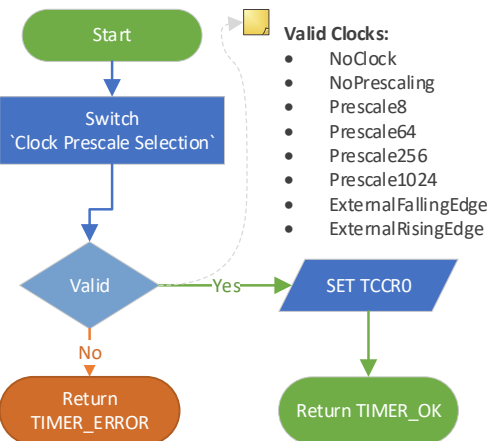 Start
Valid Clocks:
• NoClock
• NoPrescaling
• Prescale8
• Prescale64
• Prescale256
• Prescale1024
• ExternalFallingEdge
• ExternalRisingEdge
Switch
`Clock Prescale Selection`
Valid
Yes
SET TCCR0
No
Return
TIMER_ERROR
Return TIMER_OK